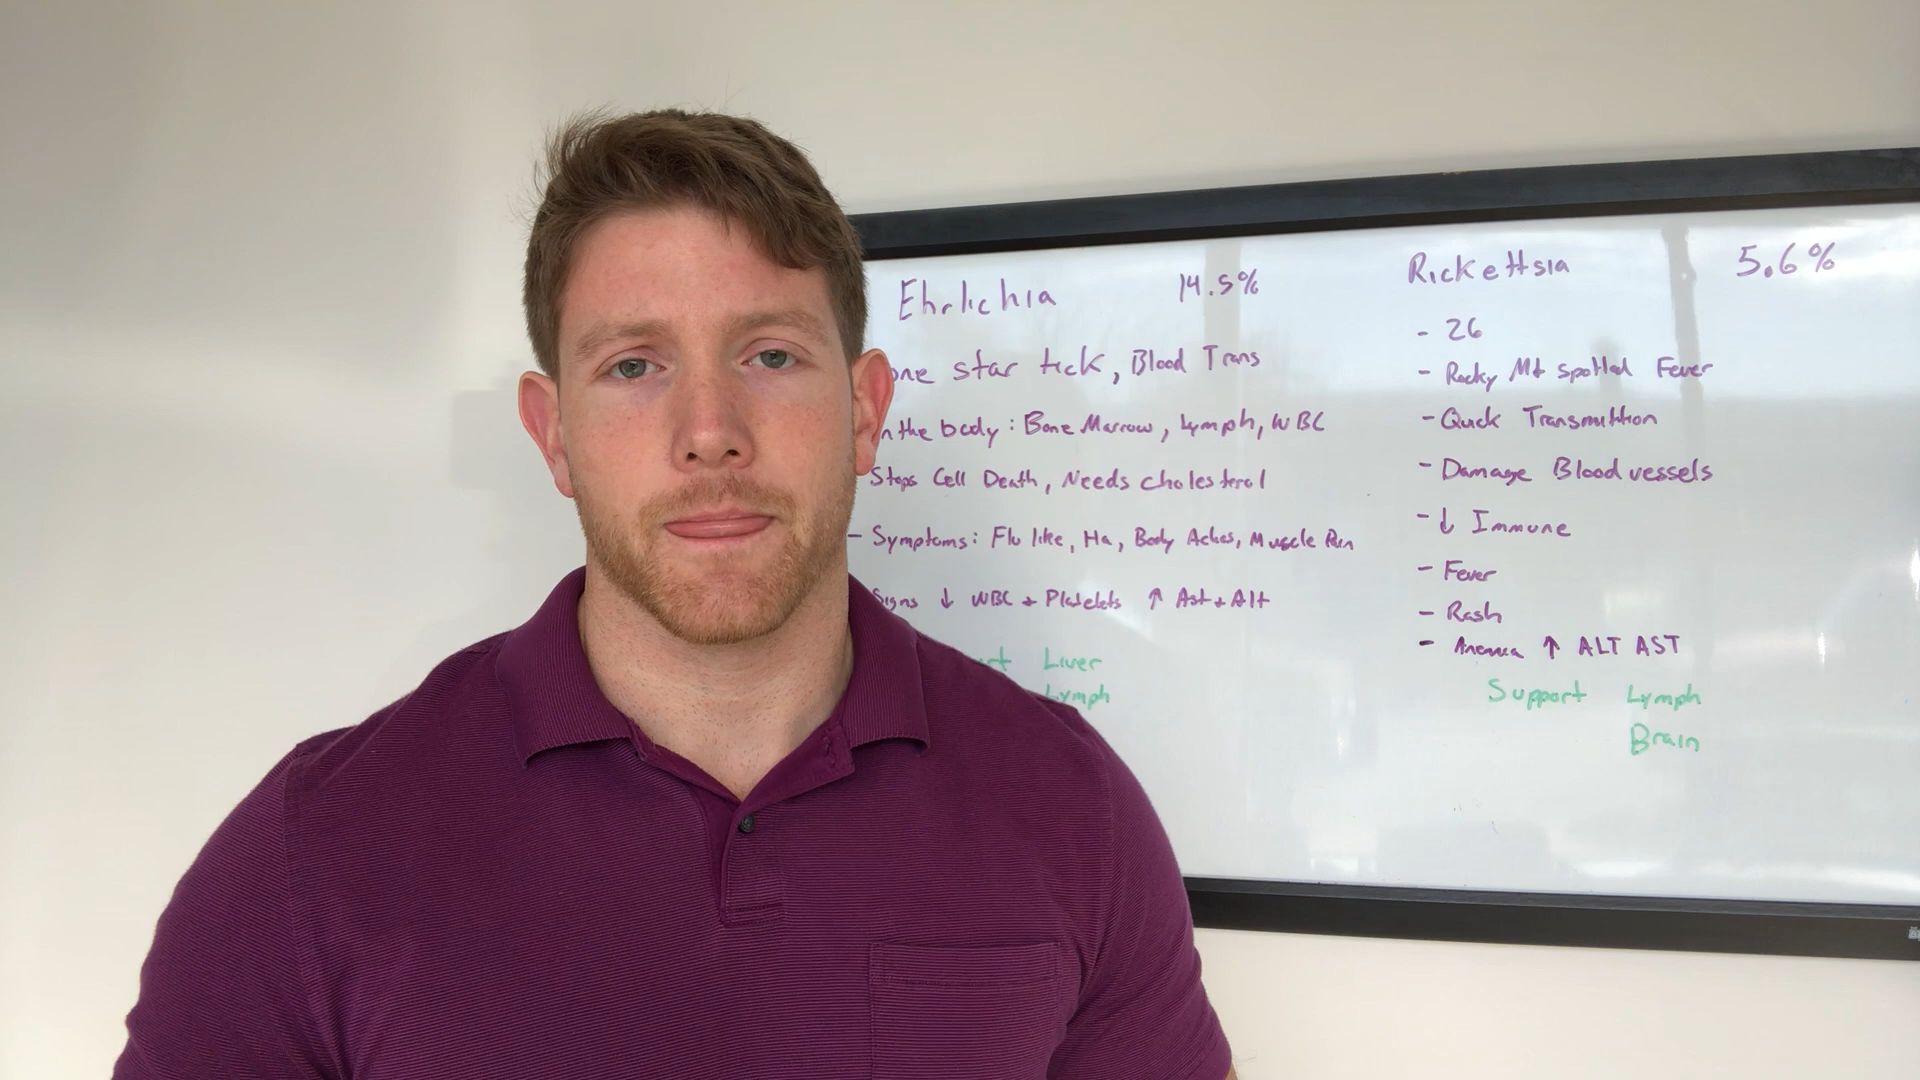 Ehrlichia 14.5%
one star tick, Blood Trans
n the body: Bone Marrow, Lymph, WBC
Stops Cell Death, Needs cholesterol
- Symptoms: Flu like, Ha, Body Aches, Muscle Pain
Signs ↓ WBC + Platelets ↑ Ast + Alt
rt Liver
Lymph
Rickettsia 5.6%
- 26
- Rocky Mt spotted Fever
- Quick Transmittion
- Damage Blood vessels
- ↓ Immune
- Fever
- Rash
- Anemia ↑ ALT AST
Support Lymph
Brain